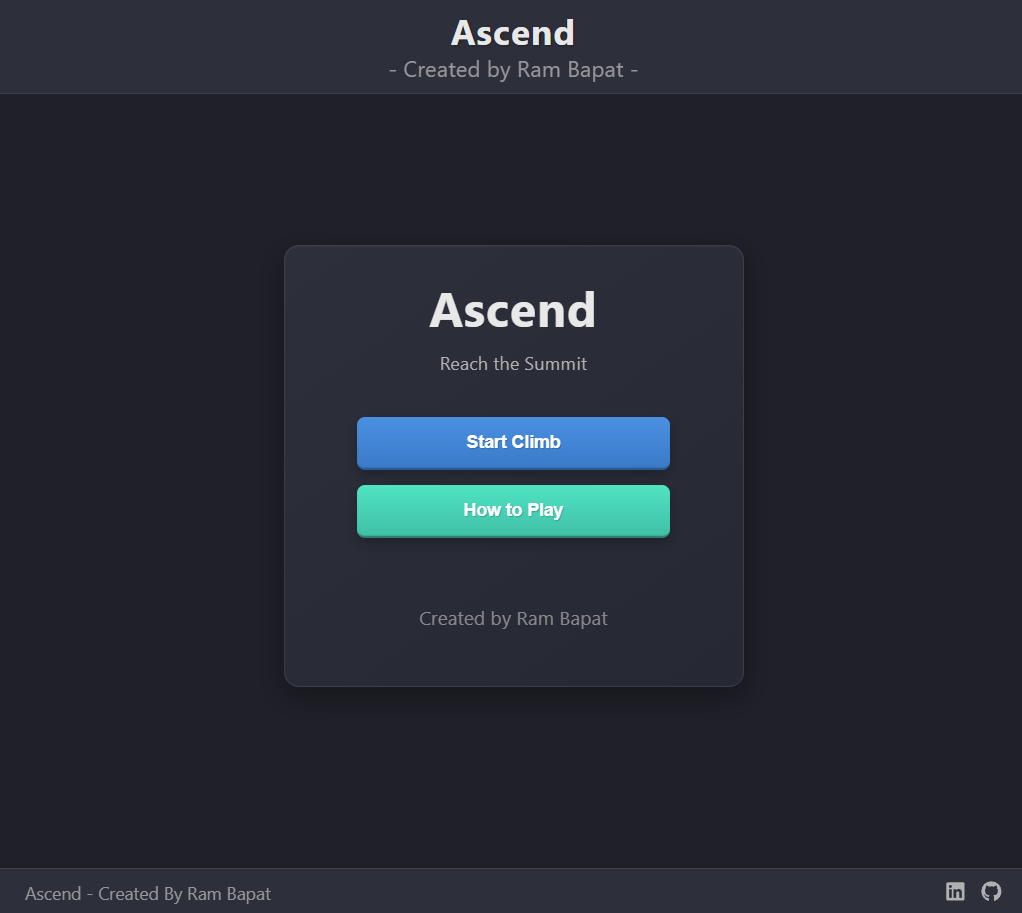 Ascend
- Created by Ram Bapat -
Ascend
Reach the Summit
Start Climb
How to Play
Created by Ram Bapat
Ascend - Created By Ram Bapat
in